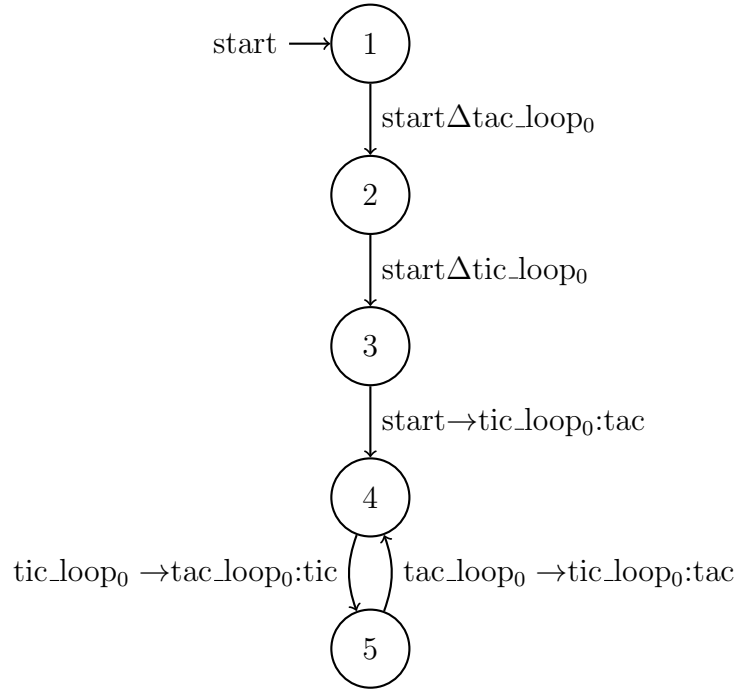 start 1
startΔtac_loop₀
2
startΔtic_loop₀
3
start→tic_loop₀:tac
4
tic_loop₀ →tac_loop₀:tic tac_loop₀ →tic_loop₀:tac
5